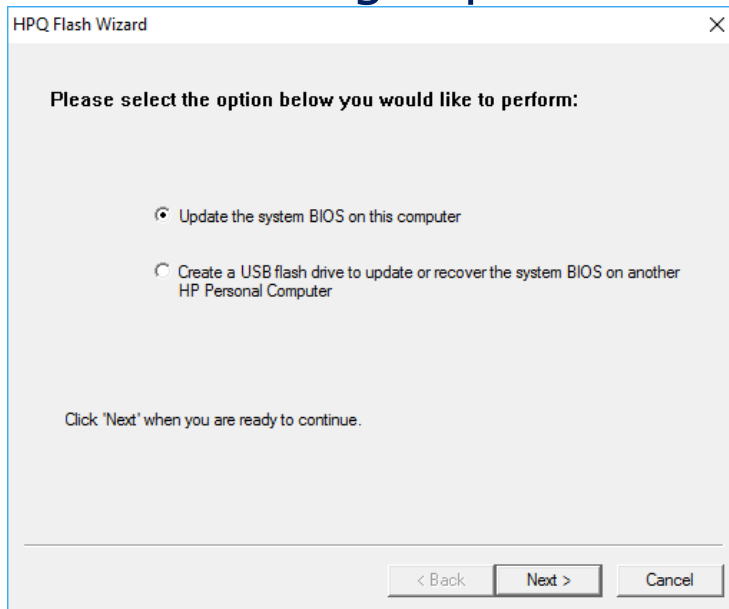 HPQ Flash Wizard
Please select the option below you would like to perform:
Update the system BIOS on this computer
Create a USB flash drive to update or recover the system BIOS on another
HP Personal Computer
Click 'Next' when you are ready to continue.
< Back Next > Cancel